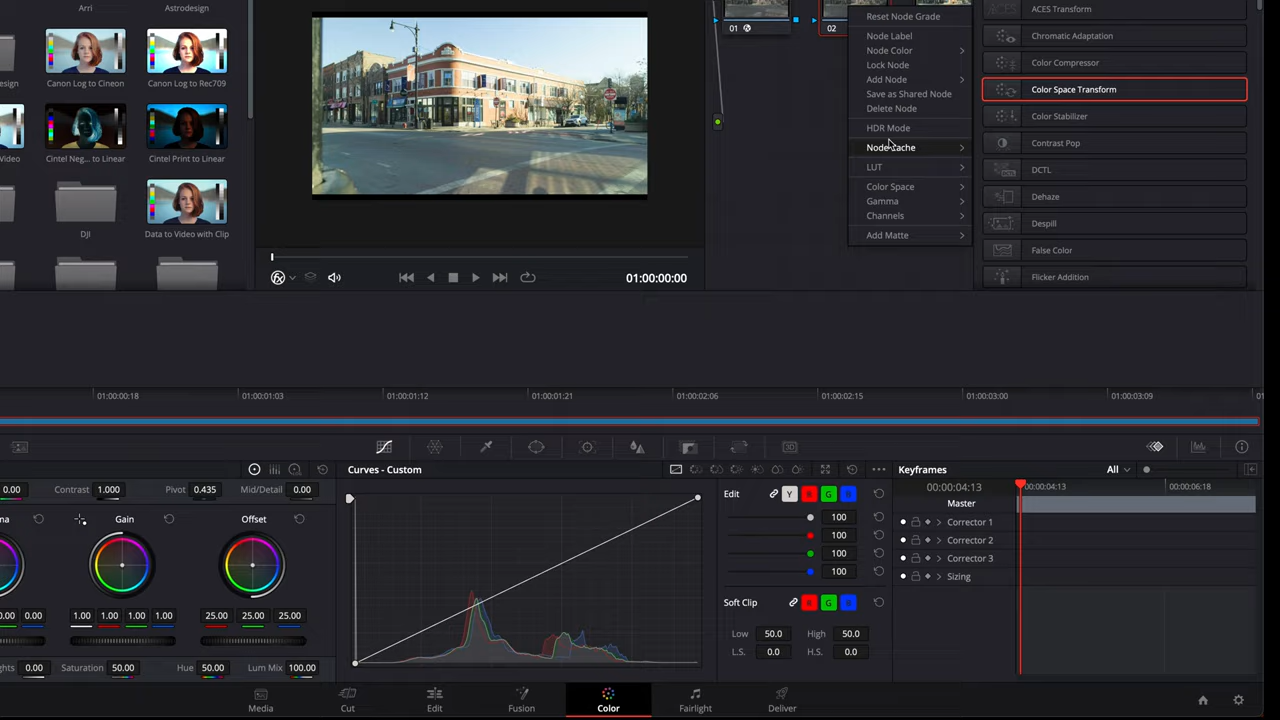 Arri
Astrodesign
esign
Canon Log to Cineon
Canon Log to Rec709
Video
Cintel Neg... to Linear
Cintel Print to Linear
DJI
Data to Video with Clip
01:00:00:00
01
02
Reset Node Grade
Node Label
Node Color
Lock Node
Add Node
Save as Shared Node
Delete Node
HDR Mode
Node Cache
LUT
Color Space
Gamma
Channels
Add Matte
ACES Transform
Chromatic Adaptation
Color Compressor
Color Space Transform
Color Stabilizer
Contrast Pop
DCTL
Dehaze
Despill
False Color
Flicker Addition
01:00:00:18
01:00:01:03
01:00:01:12
01:00:01:21
01:00:02:06
01:00:02:15
01:00:03:00
01:00:03:09
01
3D
0.00 Contrast 1.000 Pivot 0.435 Mid/Detail 0.00
ma Gain Offset
0.00 0.00 1.00 1.00 1.00 1.00 25.00 25.00 25.00
ghts 0.00 Saturation 50.00 Hue 50.00 Lum Mix 100.00
Curves - Custom
Edit Y R G B
100
100
100
100
Soft Clip R G B
Low 50.0 High 50.0
L.S. 0.0 H.S. 0.0
Keyframes All
00:00:04:13 00:00:04:13 00:00:06:18
Master
Corrector 1
Corrector 2
Corrector 3
Sizing
Media
Cut
Edit
Fusion
Color
Fairlight
Deliver